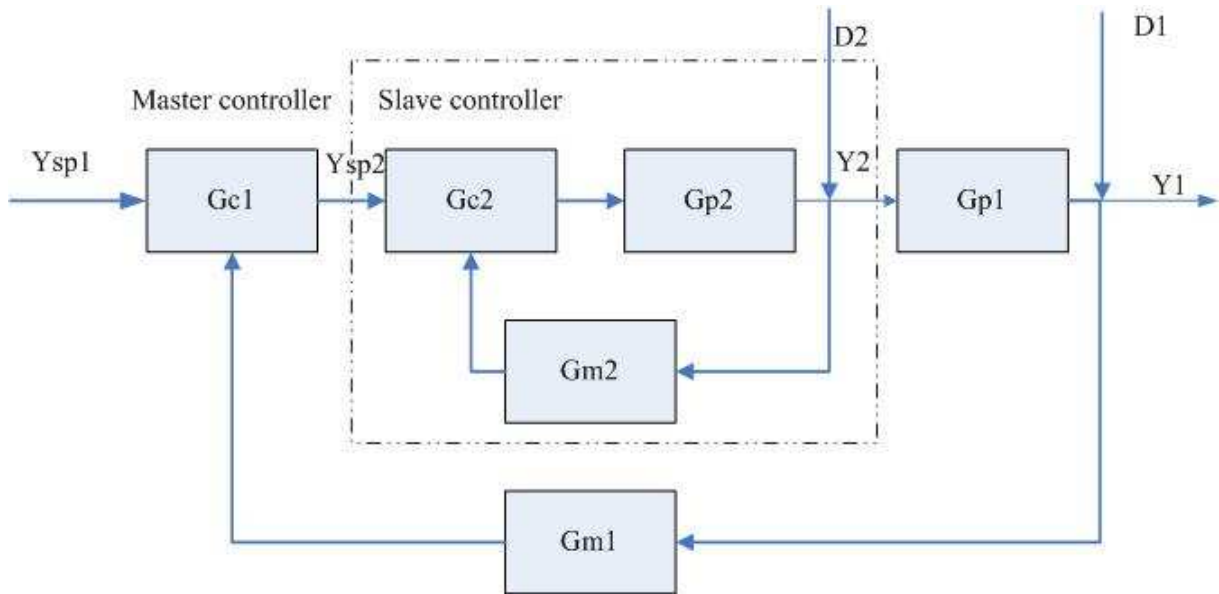 D2
D1
Master controller
Slave controller
Ysp1
Ysp2
Y2
Y1
Gc1
Gc2
Gp2
Gp1
Gm2
Gm1